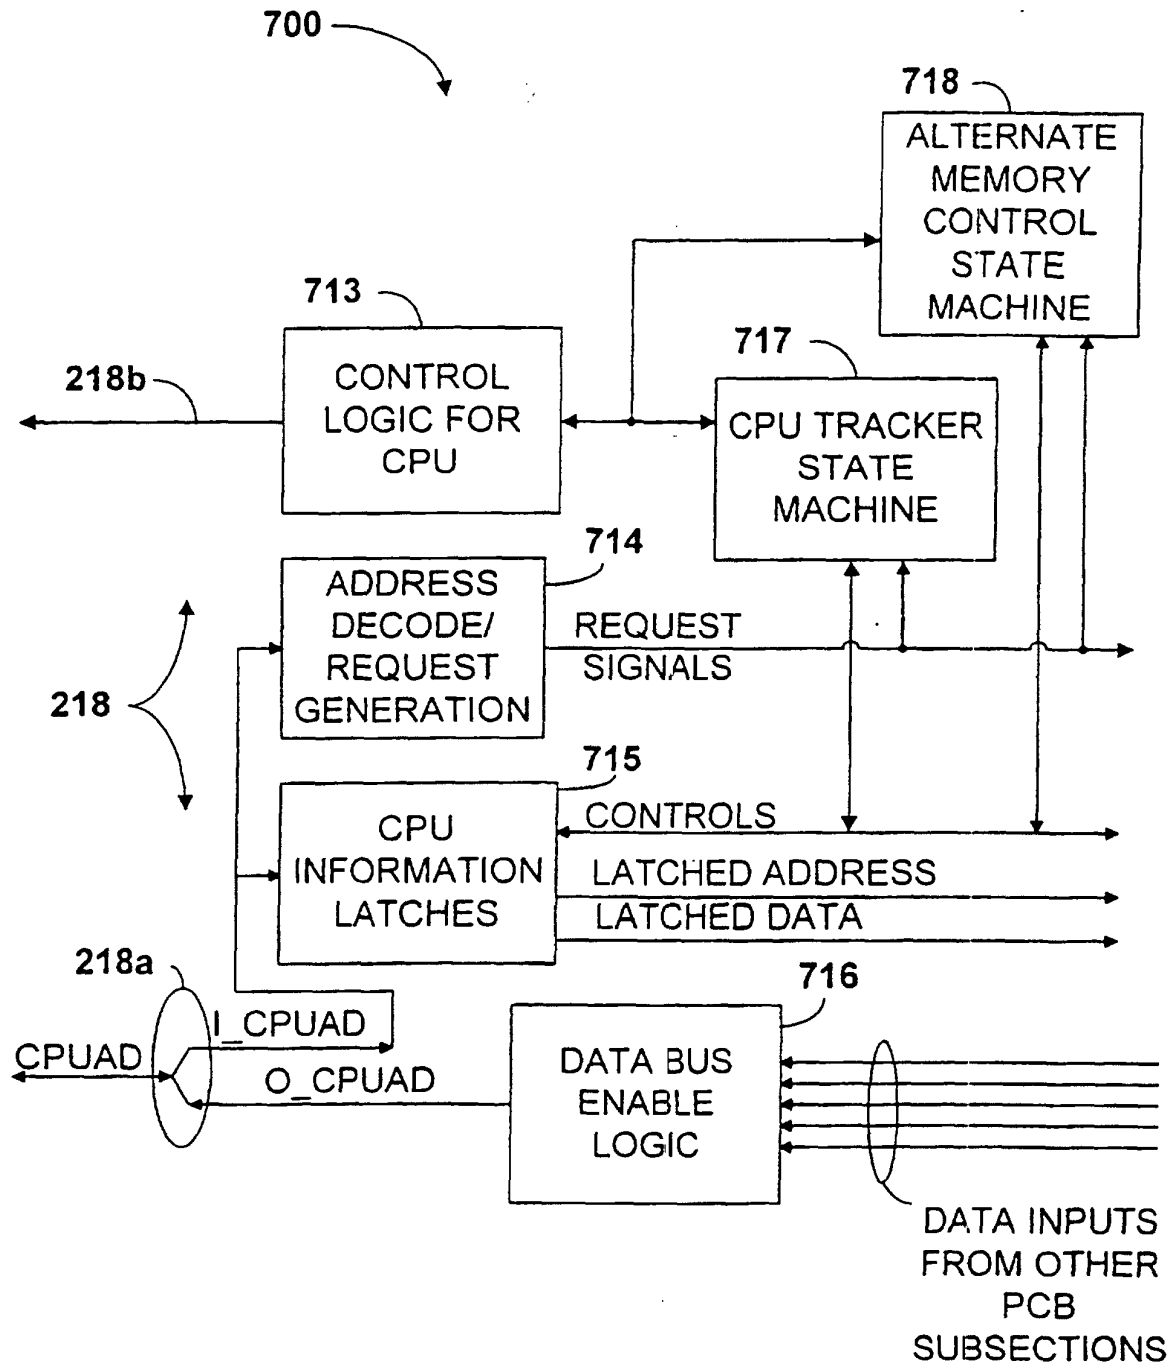 700
718
ALTERNATE
MEMORY
CONTROL
STATE
MACHINE
713
717
218b
CONTROL
LOGIC FOR
CPU
CPU TRACKER
STATE
MACHINE
714
ADDRESS
DECODE/
REQUEST
GENERATION
REQUEST
SIGNALS
218
715
CPU
INFORMATION
LATCHES
CONTROLS
LATCHED ADDRESS
LATCHED DATA
218a
716
I_CPUAD
CPUAD
O_CPUAD
DATA BUS
ENABLE
LOGIC
DATA INPUTS
FROM OTHER
PCB
SUBSECTIONS